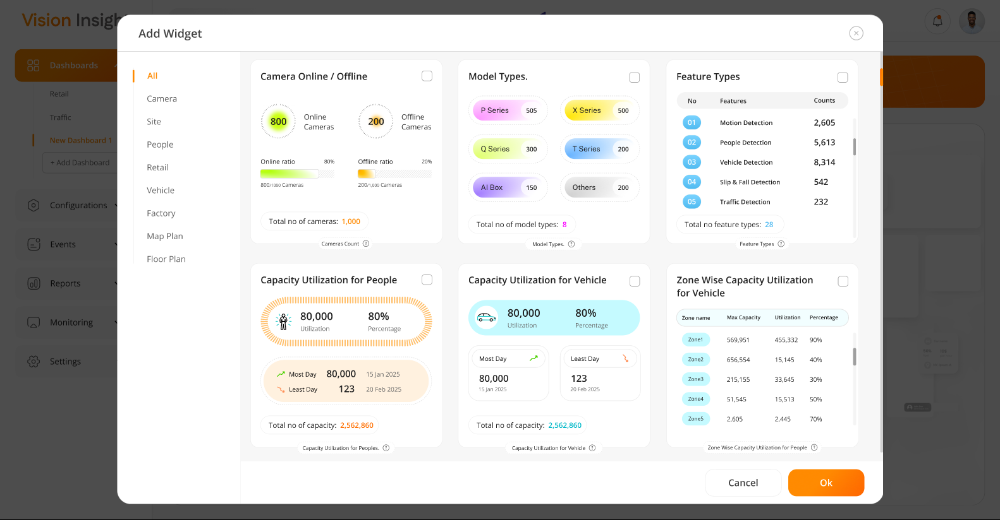 Vision Insigh
Add Widget
Dashboards
Retail
Traffic
New Dashboard 1
+ Add Dashboard
Configurations
Events
Reports
Monitoring
Settings
All
Camera
Site
People
Retail
Vehicle
Factory
Map Plan
Floor Plan
Camera Online / Offline
800 Online Cameras
200 Offline Cameras
Online ratio 80%
800/1000 Cameras
Offline ratio 20%
200/1,000 Cameras
Total no of cameras: 1,000
Cameras Count ?
Model Types.
P Series 505
X Series 500
Q Series 300
T Series 200
AI Box 150
Others 200
Total no of model types: 8
Model Types. ?
Feature Types
No Features Counts
01 Motion Detection 2,605
02 People Detection 5,613
03 Vehicle Detection 8,314
04 Slip & Fall Detection 542
05 Traffic Detection 232
Total no feature types: 28
Feature Types ?
Capacity Utilization for People
80,000 80%
Utilization Percentage
Most Day 80,000 15 Jan 2025
Least Day 123 20 Feb 2025
Total no of capacity: 2,562,860
Capacity Utilization for Peoples. ?
Capacity Utilization for Vehicle
80,000 80%
Utilization Percentage
Most Day
80,000
15 Jan 2025
Least Day
123
20 Feb 2025
Total no of capacity: 2,562,860
Capacity Utilization for Vehicle ?
Zone Wise Capacity Utilization
for Vehicle
Zone name Max Capacity Utilization Percentage
Zone1 569,951 455,332 90%
Zone2 656,554 15,145 40%
Zone3 215,155 33,645 30%
Zone4 51,545 15,513 50%
Zone5 2,605 2,445 70%
Zone Wise Capacity Utilization for People ?
Cancel
Ok